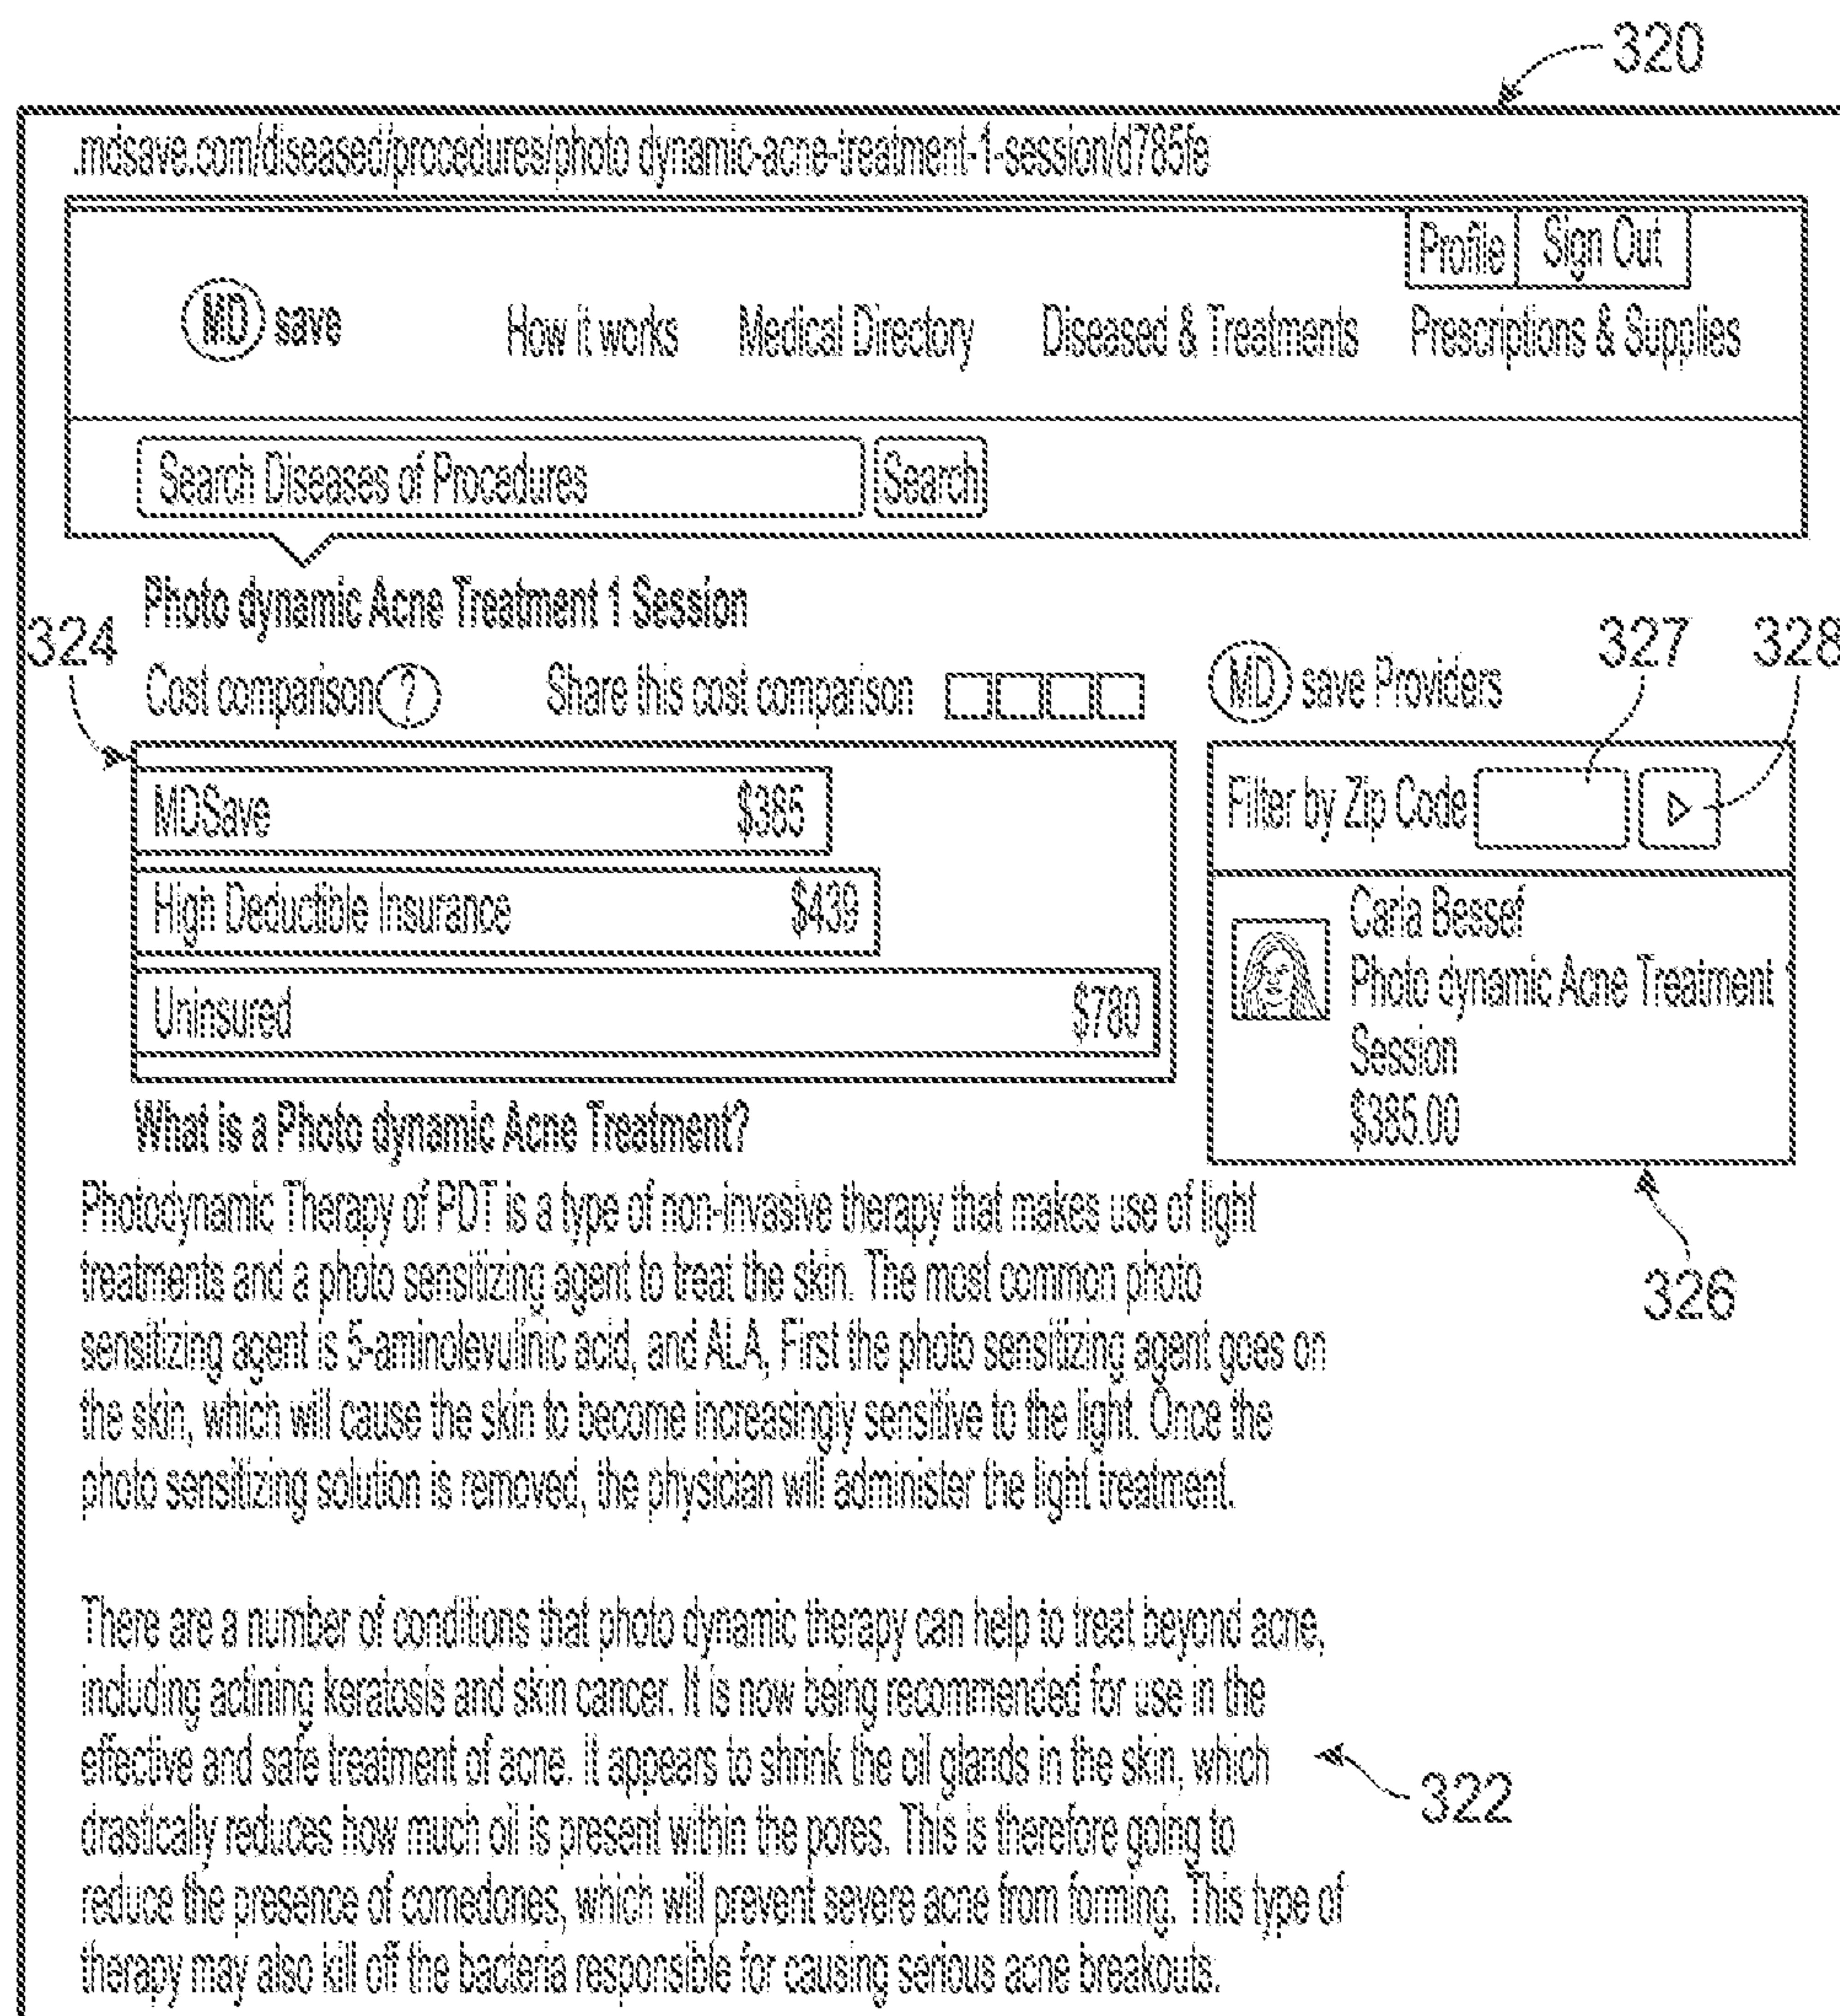 320
.mdsave.com/diseased/procedures/photo dynamic-acne-treatment-1-session/d785fe
Profile Sign Out
MD save How it works Medical Directory Diseased & Treatments Prescriptions & Supplies
Search Diseases of Procedures Search
Photo dynamic Acne Treatment 1 Session
324 327 328
Cost comparison ? Share this cost comparison MD save Providers
MDSave $385
Filter by Zip Code
High Deductible Insurance $439
Uninsured $780
Carla Bessef
Photo dynamic Acne Treatment 1
Session
$385.00
326
What is a Photo dynamic Acne Treatment?
Photodynamic Therapy of PDT is a type of non-invasive therapy that makes use of light
treatments and a photo sensitizing agent to treat the skin. The most common photo
sensitizing agent is 5-aminolevulinic acid, and ALA, First the photo sensitizing agent goes on
the skin, which will cause the skin to become increasingly sensitive to the light. Once the
photo sensitizing solution is removed, the physician will administer the light treatment.
There are a number of conditions that photo dynamic therapy can help to treat beyond acne,
including actining keratosis and skin cancer. It is now being recommended for use in the
effective and safe treatment of acne. It appears to shrink the oil glands in the skin, which
drastically reduces how much oil is present within the pores. This is therefore going to
reduce the presence of comedones, which will prevent severe acne from forming. This type of
therapy may also kill off the bacteria responsible for causing serious acne breakouts.
322